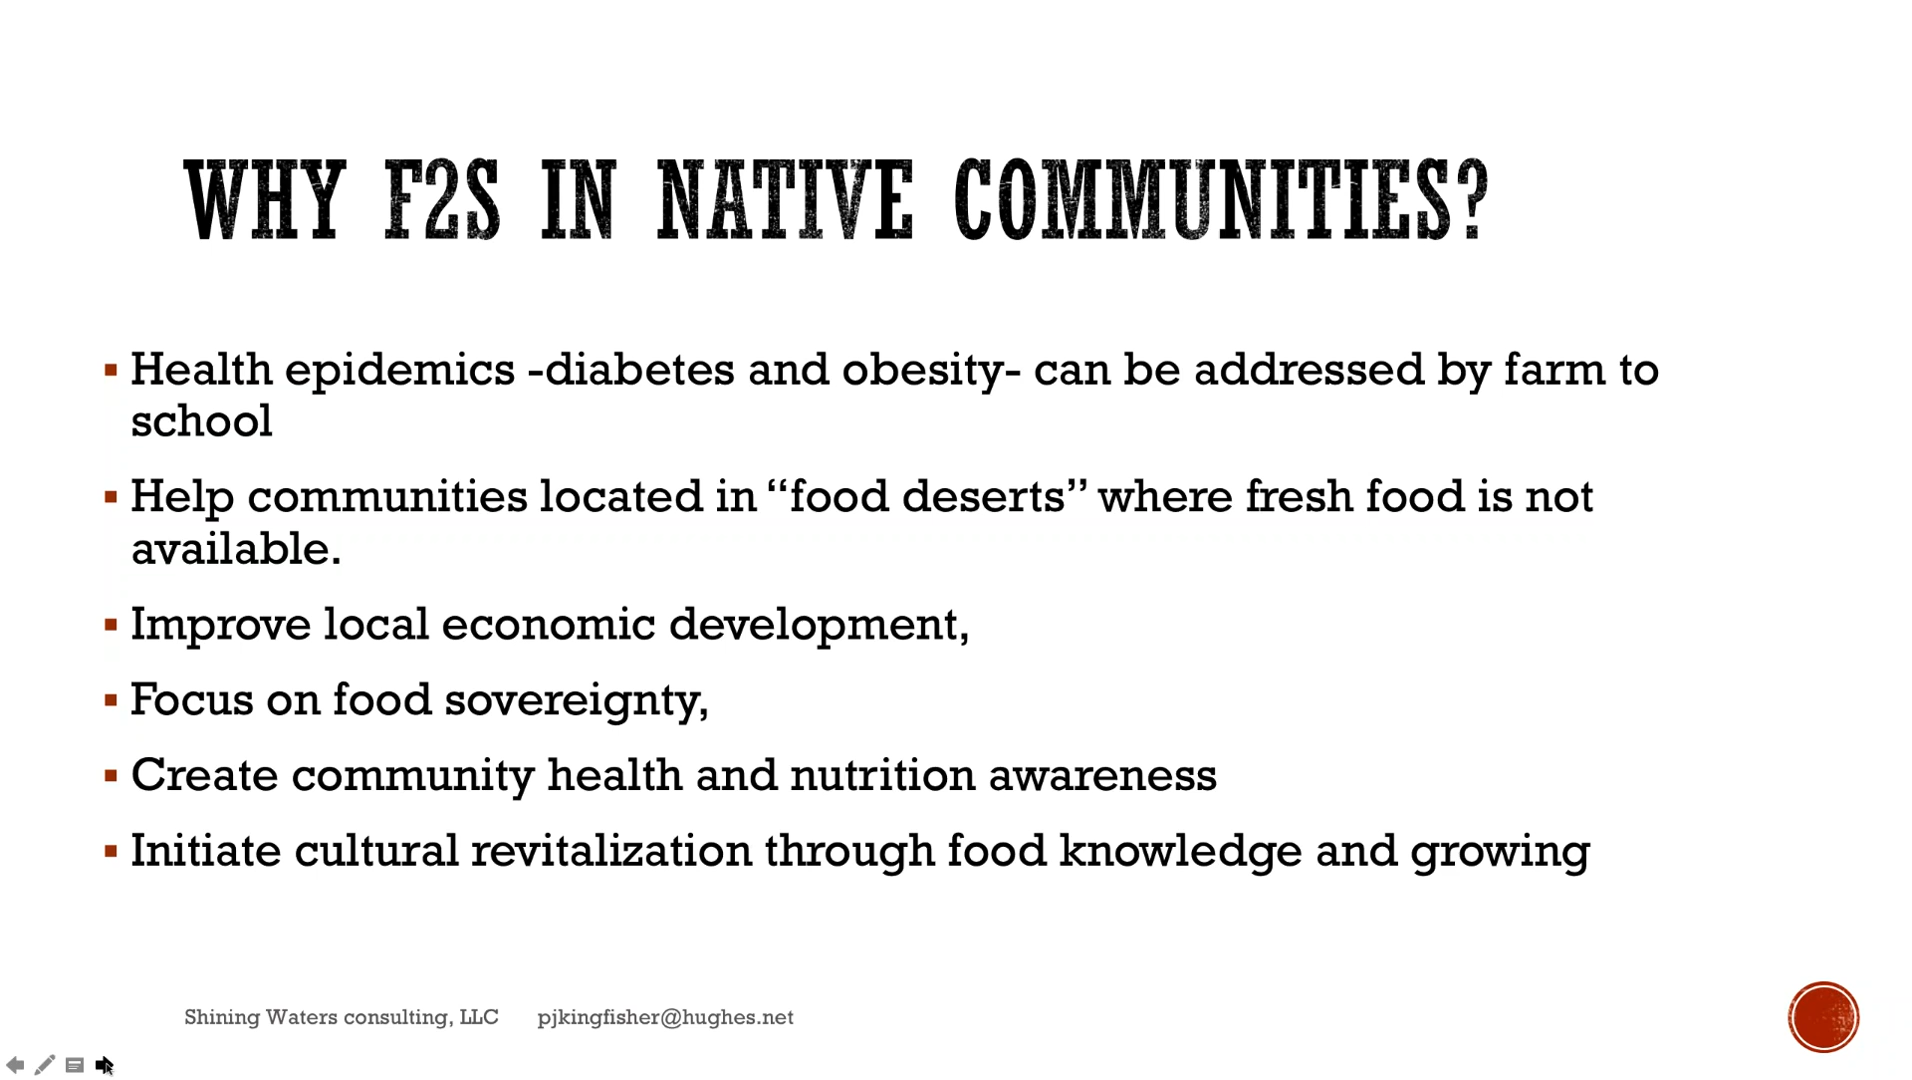 WHY F2S IN NATIVE COMMUNITIES?
▪ Health epidemics -diabetes and obesity- can be addressed by farm to
school
▪ Help communities located in “food deserts” where fresh food is not
available.
▪ Improve local economic development,
▪ Focus on food sovereignty,
▪ Create community health and nutrition awareness
▪ Initiate cultural revitalization through food knowledge and growing
Shining Waters consulting, LLC pjkingfisher@hughes.net